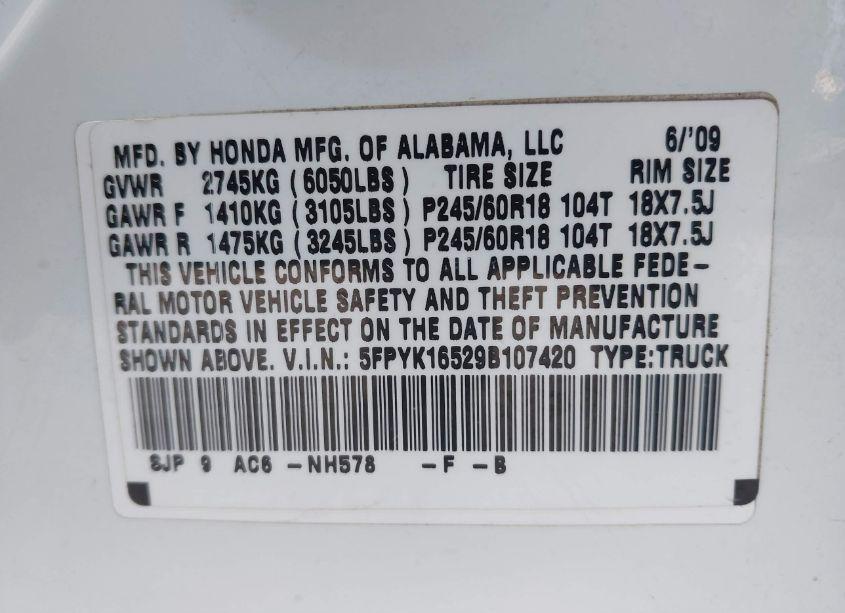 MFD. BY HONDA MFG. OF ALABAMA, LLC 6/'09
GVWR 2745KG (6050LBS) TIRE SIZE RIM SIZE
GAWR F 1410KG (3105LBS) P245/60R18 104T 18X7.5J
GAWR R 1475KG (3245LBS) P245/60R18 104T 18X7.5J
THIS VEHICLE CONFORMS TO ALL APPLICABLE FEDE-
RAL MOTOR VEHICLE SAFETY AND THEFT PREVENTION
STANDARDS IN EFFECT ON THE DATE OF MANUFACTURE
SHOWN ABOVE. V.I.N.: 5FPYK16529B107420 TYPE:TRUCK
SJP 9 AC6 -NH578 -F -B